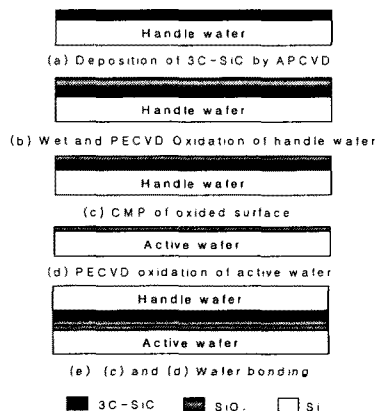 Handle wafer
(a) Deposition of 3C-SiC by APCVD
Handle wafer
(b) Wet and PECVD Oxidation of handle wafer
Handle wafer
(c) CMP of oxided surface
Active wafer
(d) PECVD oxidation of active wafer
Handle wafer
Active wafer
(e) (c) and (d) Wafer bonding
3C-SiC SiO₂ Si